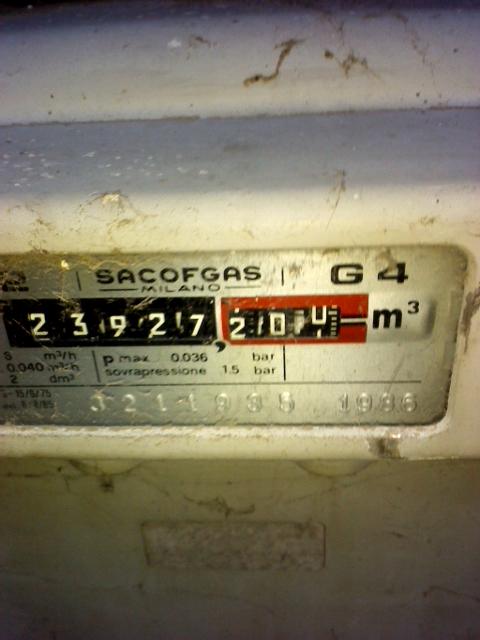 SACOFGAS G 4
MILANO
23927,20 m³
m³/h p max 0.036 bar
0.040 m³/h sovrapressione 1.5 bar
2 dm³
3211935 1986